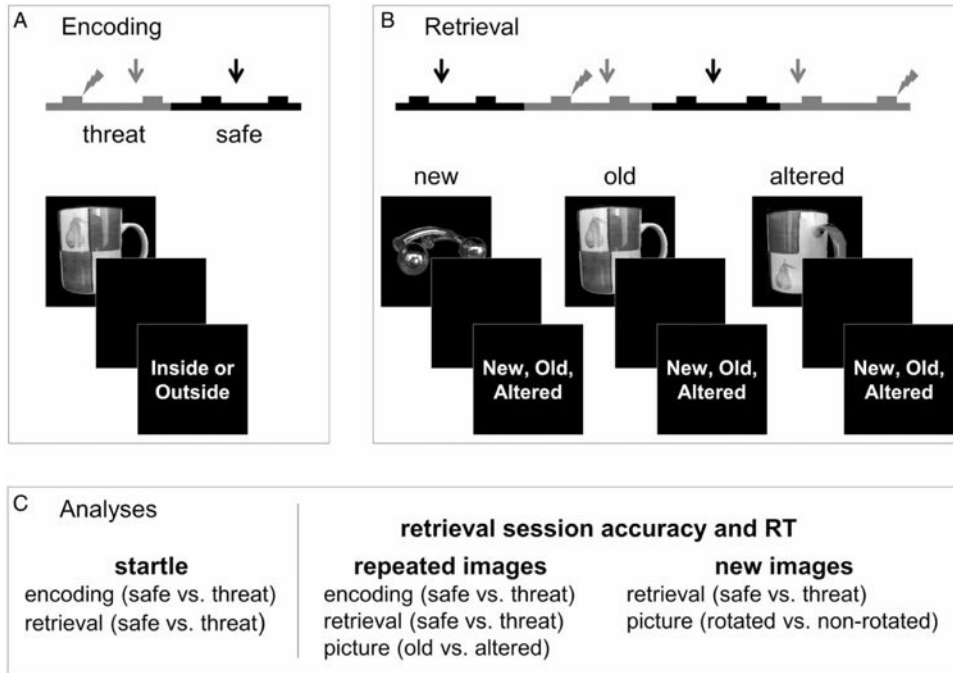 A Encoding
threat safe
Inside or
Outside
B Retrieval
new old altered
New, Old,
Altered
New, Old,
Altered
New, Old,
Altered
C Analyses
startle
encoding (safe vs. threat)
retrieval (safe vs. threat)
retrieval session accuracy and RT
repeated images
encoding (safe vs. threat)
retrieval (safe vs. threat)
picture (old vs. altered)
new images
retrieval (safe vs. threat)
picture (rotated vs. non-rotated)